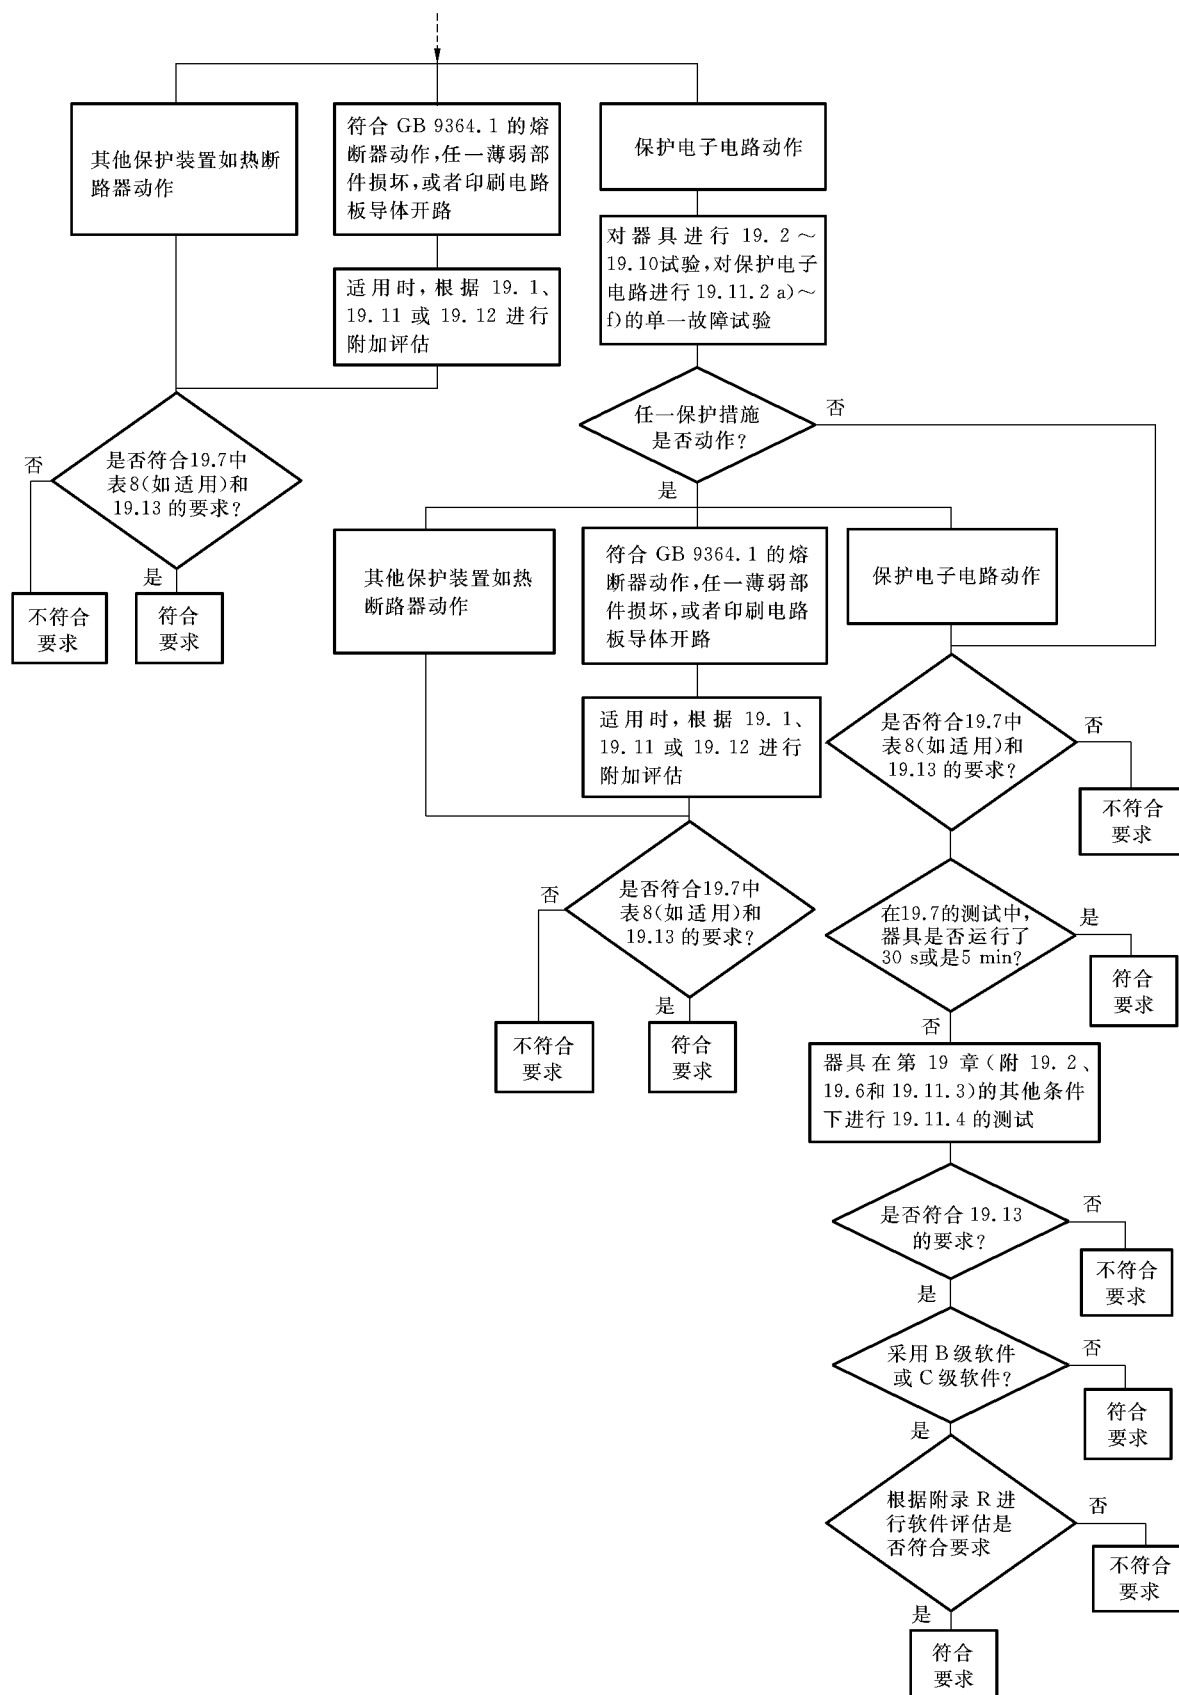 其他保护装置如热断
路器动作
符合 GB 9364.1 的熔
断器动作,任一薄弱部
件损坏,或者印刷电路
板导体开路
保护电子电路动作
适用时,根据 19.1、
19.11 或 19.12 进行
附加评估
对器具进行 19.2～
19.10试验,对保护电子
电路进行 19.11.2 a)～
f)的单一故障试验
任一保护措施
是否动作?
否
是
是否符合19.7中
表8(如适用)和
19.13 的要求?
否
是
不符合
要求
符合
要求
其他保护装置如热
断路器动作
符合 GB 9364.1 的熔
断器动作,任一薄弱部
件损坏,或者印刷电路
板导体开路
保护电子电路动作
适用时,根据 19.1、
19.11 或 19.12 进行
附加评估
是否符合19.7中
表8(如适用)和
19.13 的要求?
否
是
不符合
要求
符合
要求
是否符合19.7中
表8(如适用)和
19.13 的要求?
否
不符合
要求
在19.7的测试中,
器具是否运行了
30 s或是5 min?
是
符合
要求
否
器具在第 19 章(附 19.2、
19.6和 19.11.3)的其他条件
下进行 19.11.4 的测试
是否符合 19.13
的要求?
否
不符合
要求
是
采用 B 级软件
或 C 级软件?
否
符合
要求
是
根据附录 R 进
行软件评估是
否符合要求
否
不符合
要求
是
符合
要求